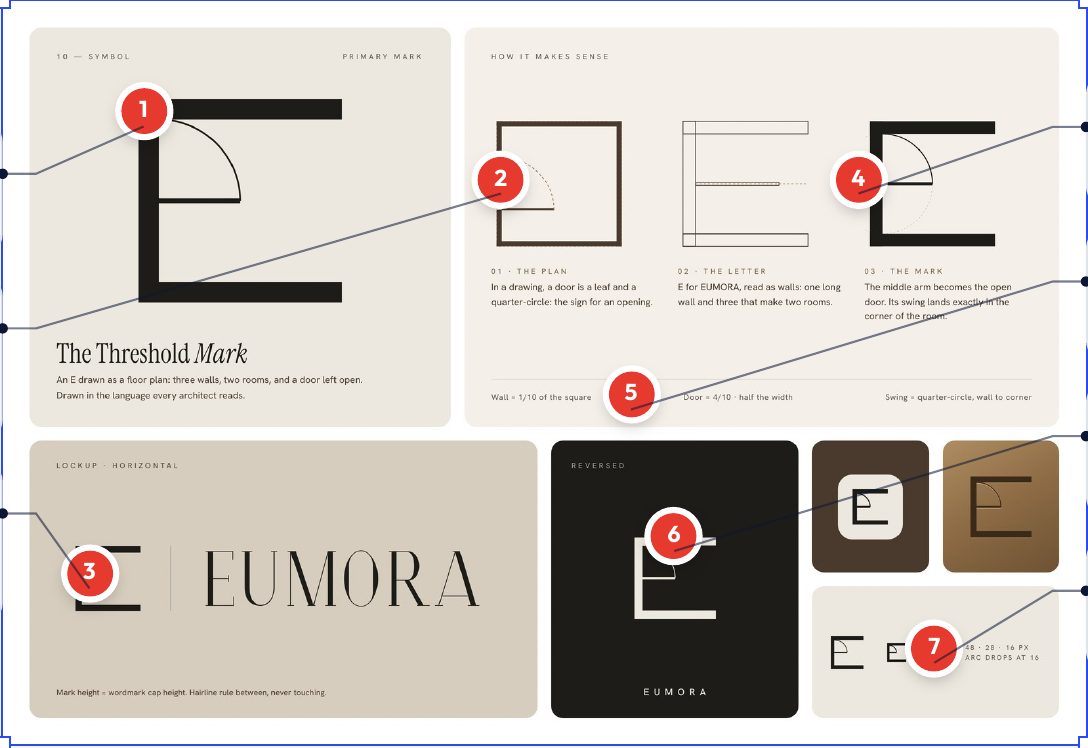 10 — SYMBOL
PRIMARY MARK
1
The Threshold Mark
An E drawn as a floor plan: three walls, two rooms, and a door left open.
Drawn in the language every architect reads.
HOW IT MAKES SENSE
2
01 · THE PLAN
In a drawing, a door is a leaf and a
quarter-circle: the sign for an opening.
02 · THE LETTER
E for EUMORA, read as walls: one long
wall and three that make two rooms.
4
03 · THE MARK
The middle arm becomes the open
door. Its swing lands exactly in the
corner of the room.
Wall = 1/10 of the square
5
Door = 4/10 · half the width
Swing = quarter-circle, wall to corner
LOCKUP · HORIZONTAL
3
EUMORA
Mark height = wordmark cap height. Hairline rule between, never touching.
REVERSED
6
EUMORA
7
48 · 28 · 16 PX
ARC DROPS AT 16